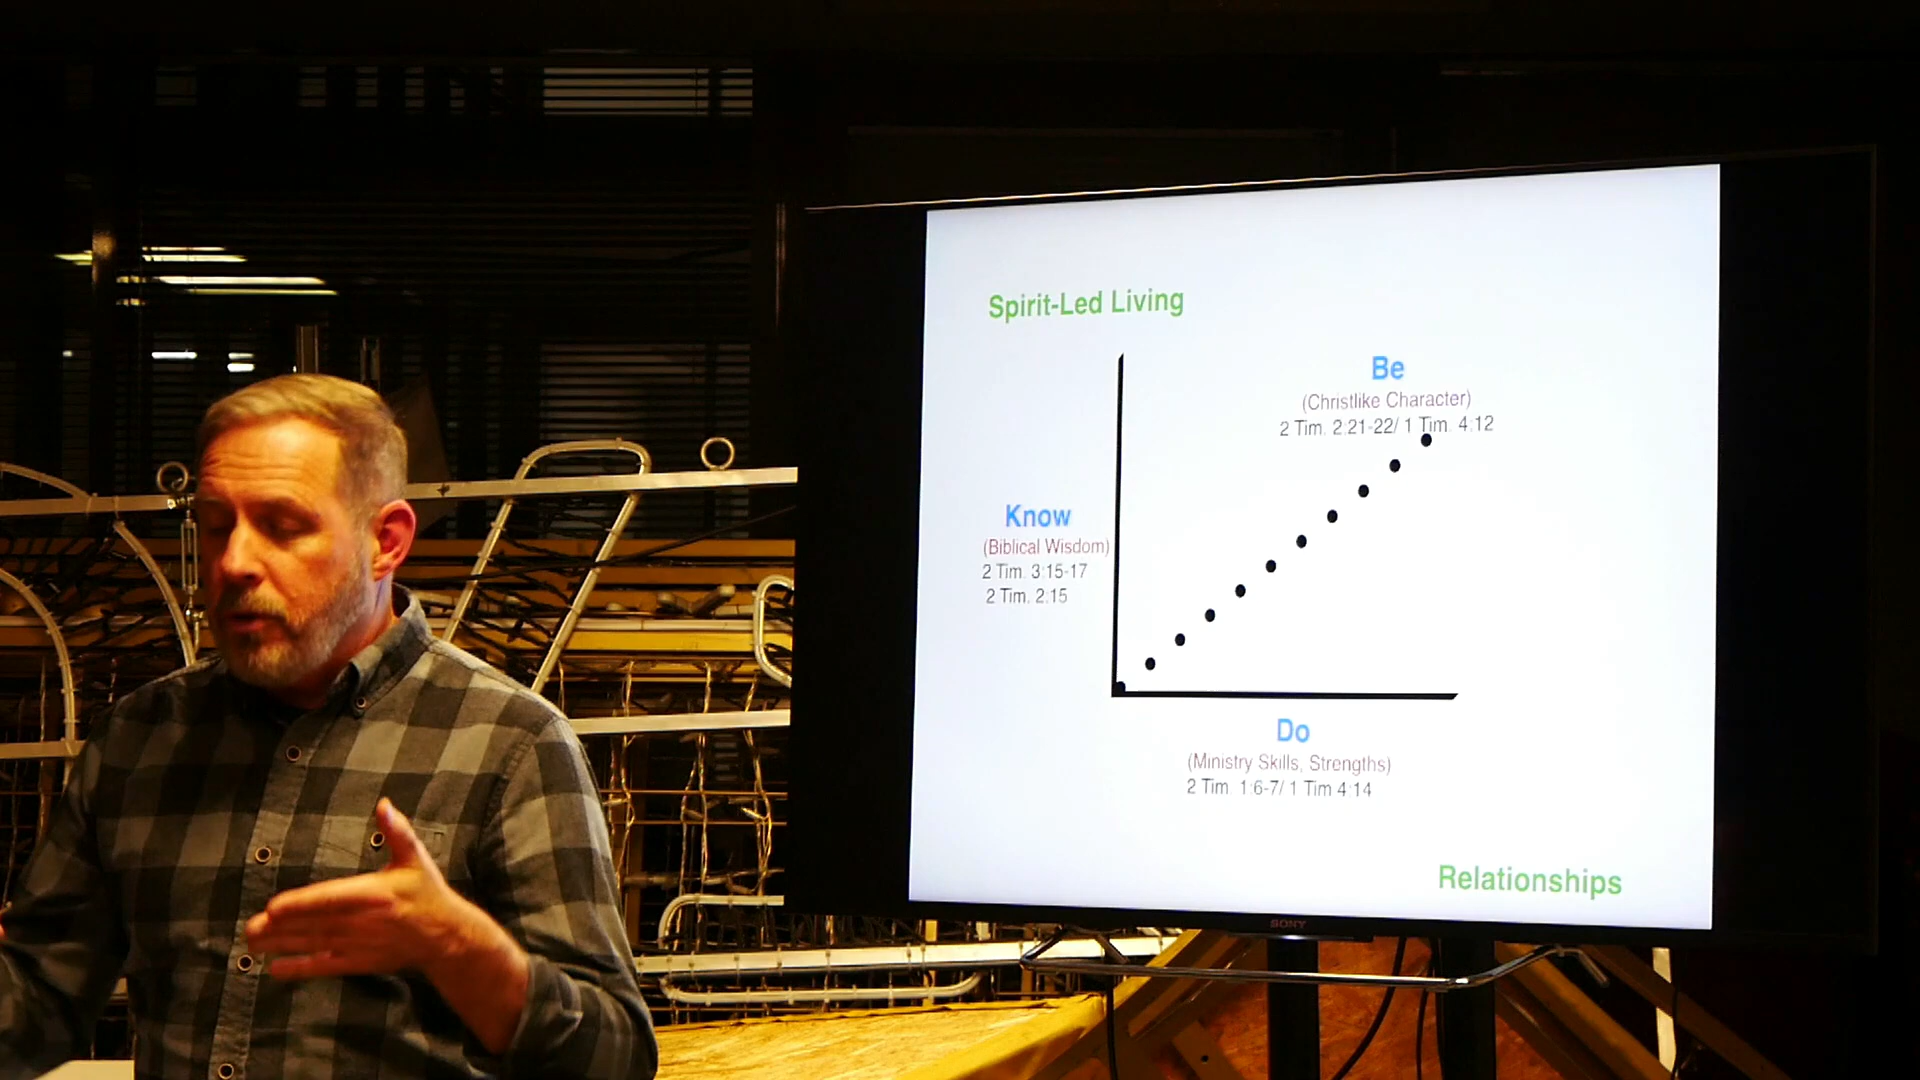 Spirit-Led Living
Be
(Christlike Character)
2 Tim. 2:21-22/ 1 Tim. 4:12
Know
(Biblical Wisdom)
2 Tim. 3:15-17
2 Tim. 2:15
Do
(Ministry Skills, Strengths)
2 Tim. 1:6-7/ 1 Tim 4:14
Relationships
SONY